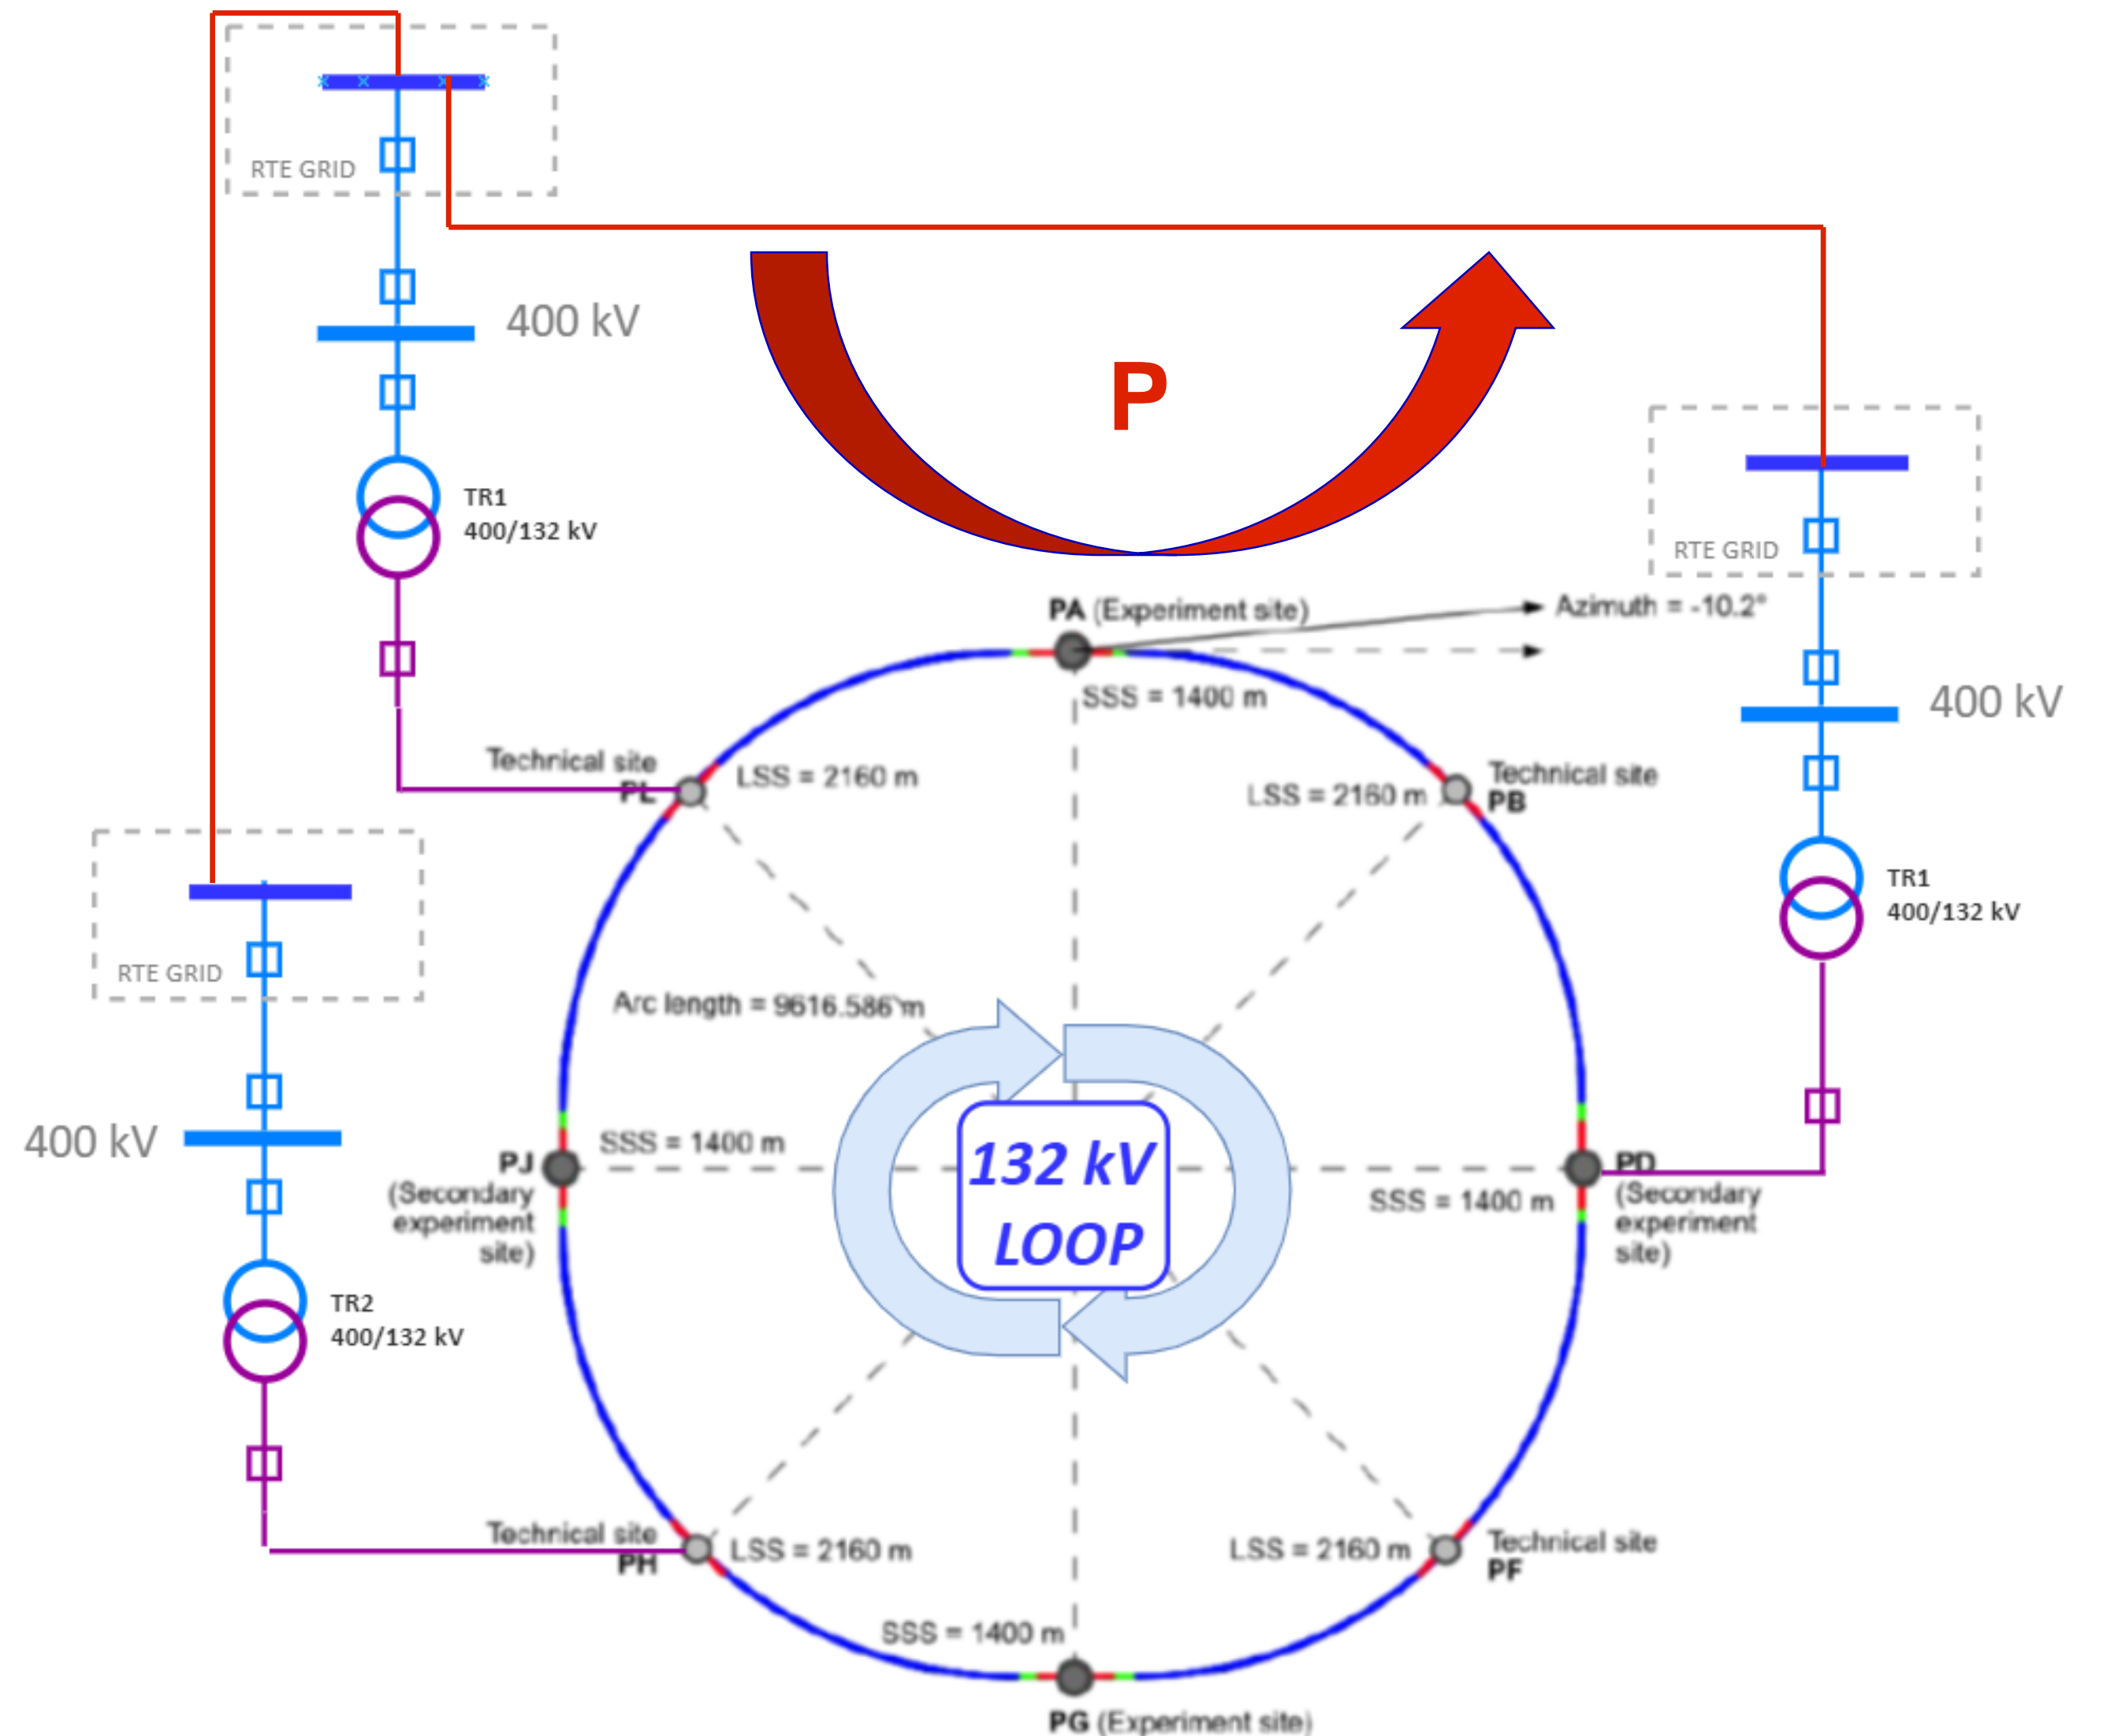 RTE GRID
400 kV
P
TR1
400/132 kV
RTE GRID
PA (Experiment site)
Azimuth = -10.2°
SSS = 1400 m
400 kV
Technical site
PL
LSS = 2160 m
LSS = 2160 m
Technical site
PB
TR1
400/132 kV
RTE GRID
Arc length = 9616.586 m
400 kV
PJ
(Secondary
experiment
site)
SSS = 1400 m
132 kV
LOOP
SSS = 1400 m
PD
(Secondary
experiment
site)
TR2
400/132 kV
Technical site
PH
LSS = 2160 m
LSS = 2160 m
Technical site
PF
SSS = 1400 m
PG (Experiment site)